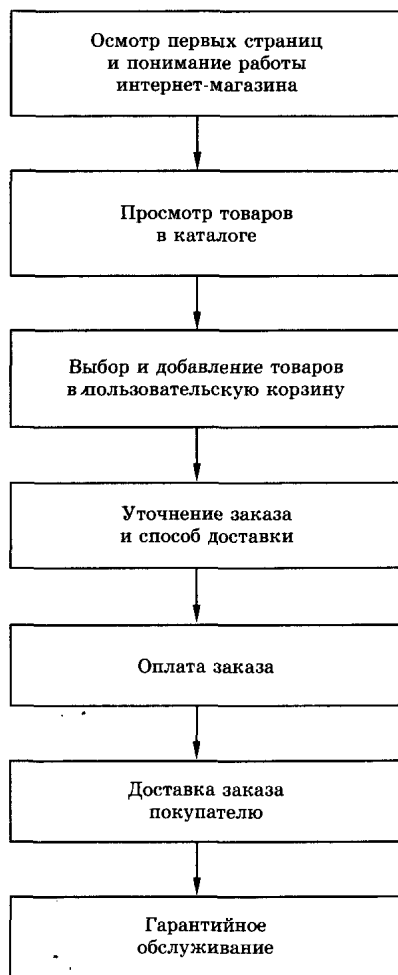 Осмотр первых страниц
и понимание работы
интернет-магазина
Просмотр товаров
в каталоге
Выбор и добавление товаров
в пользовательскую корзину
Уточнение заказа
и способ доставки
Оплата заказа
Доставка заказа
покупателю
Гарантийное
обслуживание